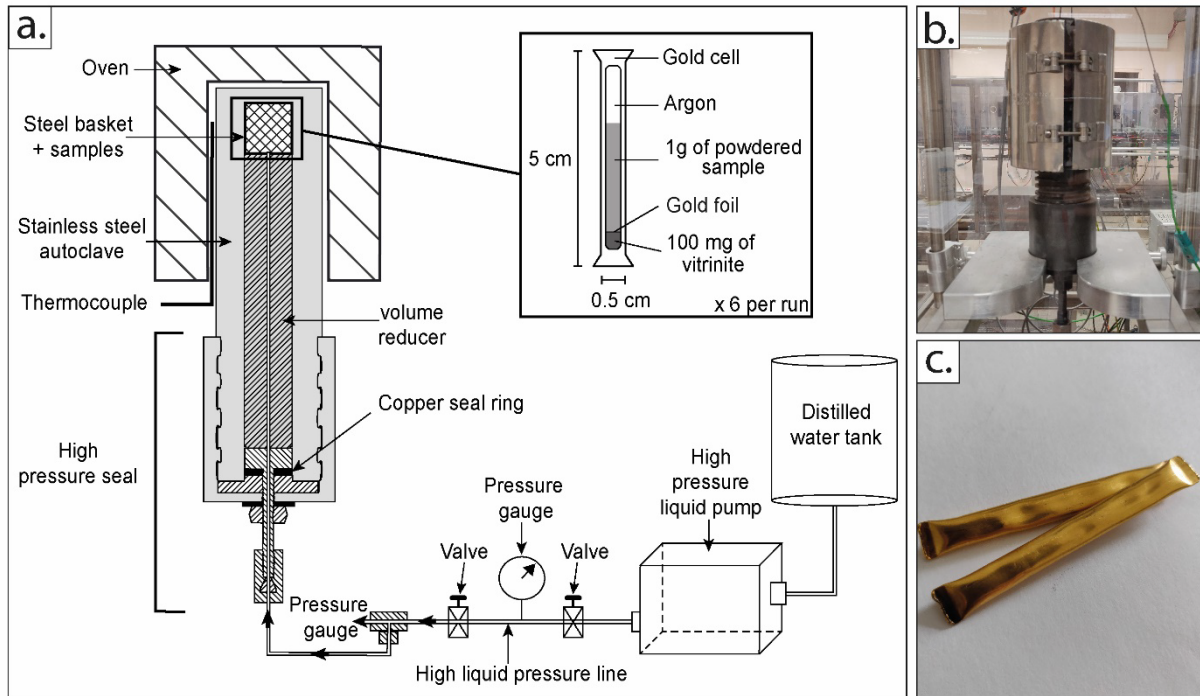 a.
Oven
Steel basket
+ samples
Stainless steel
autoclave
Thermocouple
High
pressure seal
5 cm
Gold cell
Argon
1g of powdered
sample
Gold foil
100 mg of
vitrinite
0.5 cm
x 6 per run
volume
reducer
Copper seal ring
Distilled
water tank
High
pressure
liquid pump
Pressure
gauge
Valve
Valve
Pressure
gauge
High liquid pressure line
b.
c.